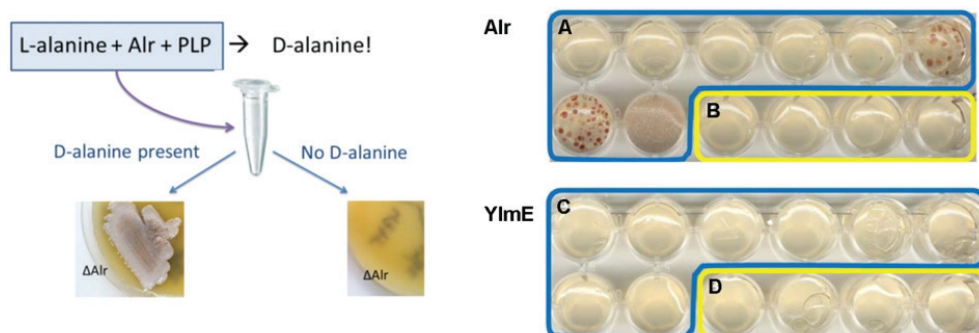 L-alanine + Alr + PLP → D-alanine!
D-alanine present
No D-alanine
ΔAlr
ΔAlr
Alr
A
B
YlmE
C
D